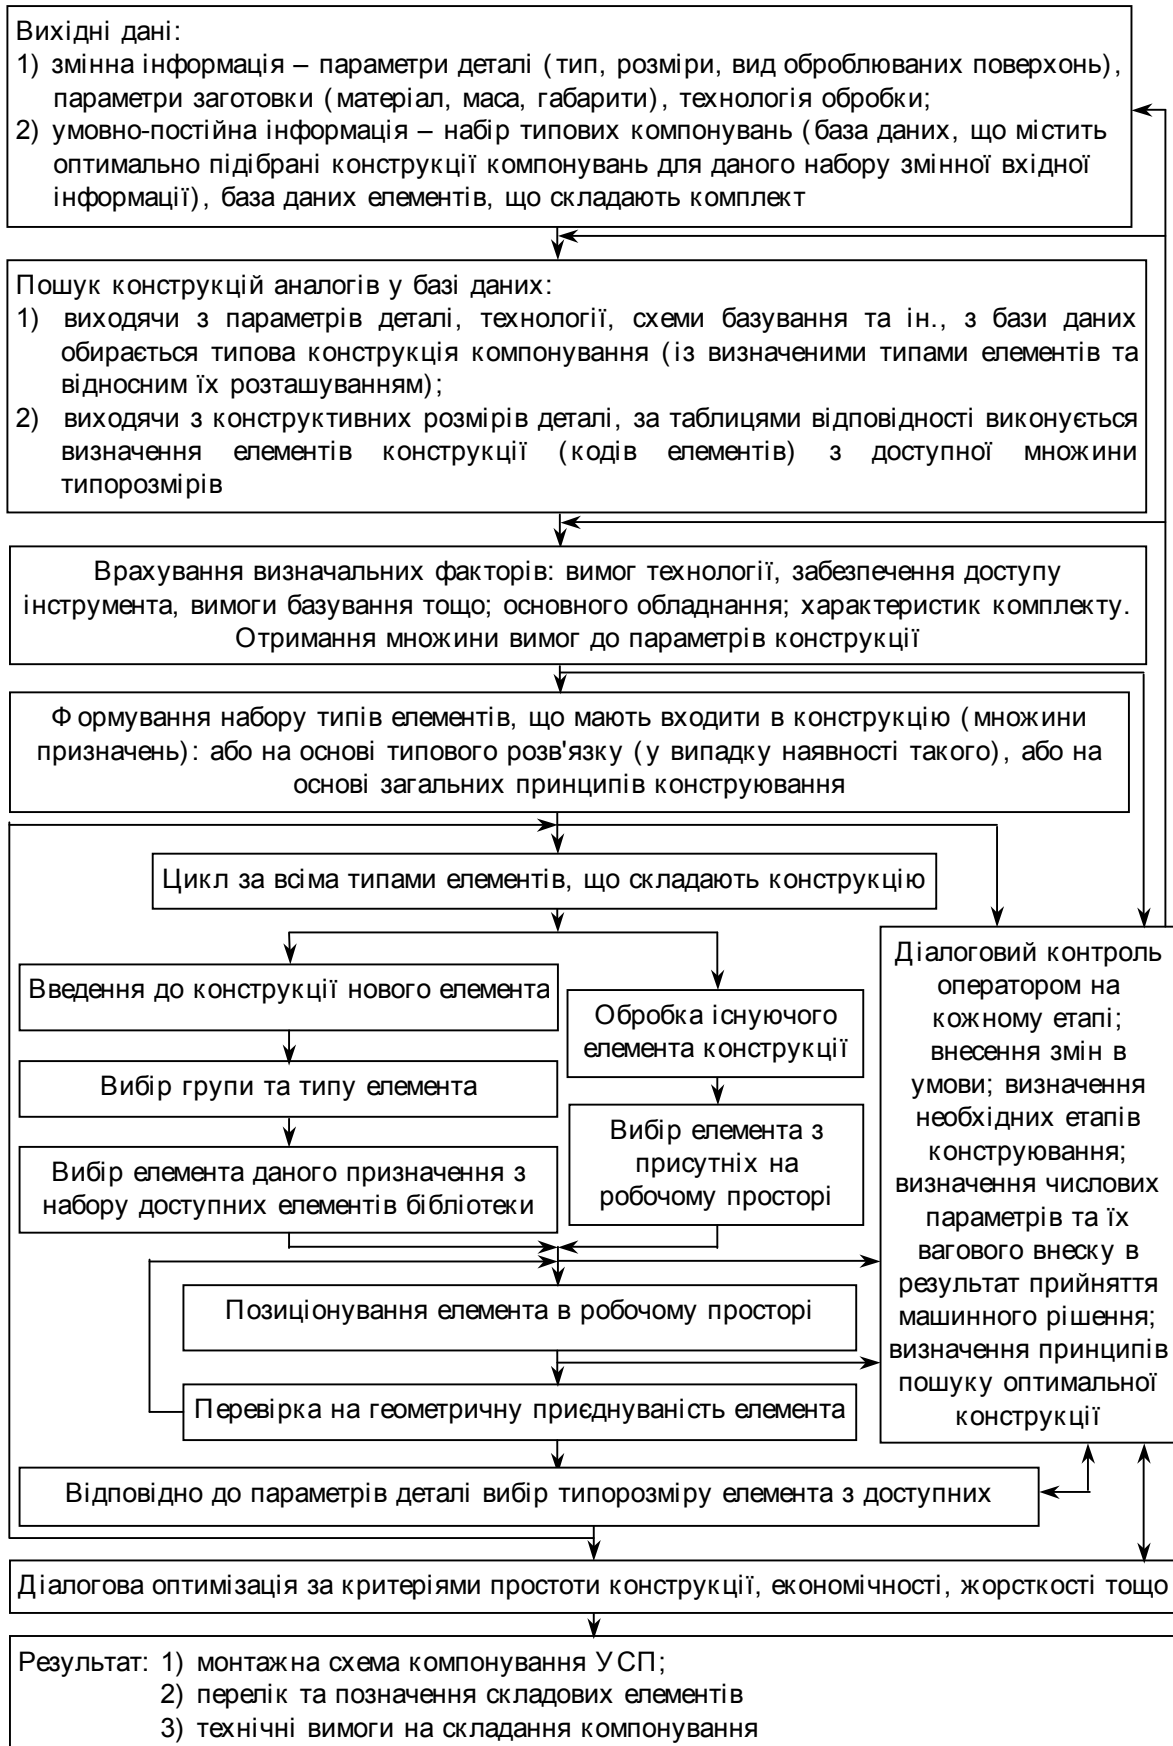 Вихідні дані:
1) змінна інформація – параметри деталі (тип, розміри, вид оброблюваних поверхонь),
параметри заготовки (матеріал, маса, габарити), технологія обробки;
2) умовно-постійна інформація – набір типових компонувань (база даних, що містить
оптимально підібрані конструкції компонувань для даного набору змінної вхідної
інформації), база даних елементів, що складають комплект
Пошук конструкцій аналогів у базі даних:
1) виходячи з параметрів деталі, технології, схеми базування та ін., з бази даних
обирається типова конструкція компонування (із визначеними типами елементів та
відносним їх розташуванням);
2) виходячи з конструктивних розмірів деталі, за таблицями відповідності виконується
визначення елементів конструкції (кодів елементів) з доступної множини
типорозмірів
Врахування визначальних факторів: вимог технології, забезпечення доступу
інструмента, вимоги базування тощо; основного обладнання; характеристик комплекту.
Отримання множини вимог до параметрів конструкції
Формування набору типів елементів, що мають входити в конструкцію (множини
призначень): або на основі типового розв'язку (у випадку наявності такого), або на
основі загальних принципів конструювання
Цикл за всіма типами елементів, що складають конструкцію
Введення до конструкції нового елемента
Вибір групи та типу елемента
Вибір елемента даного призначення з
набору доступних елементів бібліотеки
Обробка існуючого
елемента конструкції
Вибір елемента з
присутніх на
робочому просторі
Діалоговий контроль
оператором на
кожному етапі;
внесення змін в
умови; визначення
необхідних етапів
конструювання;
визначення числових
параметрів та їх
вагового внеску в
результат прийняття
машинного рішення;
визначення принципів
пошуку оптимальної
конструкції
Позиціонування елемента в робочому просторі
Перевірка на геометричну приєднуваність елемента
Відповідно до параметрів деталі вибір типорозміру елемента з доступних
Діалогова оптимізація за критеріями простоти конструкції, економічності, жорсткості тощо
Результат: 1) монтажна схема компонування УСП;
2) перелік та позначення складових елементів
3) технічні вимоги на складання компонування